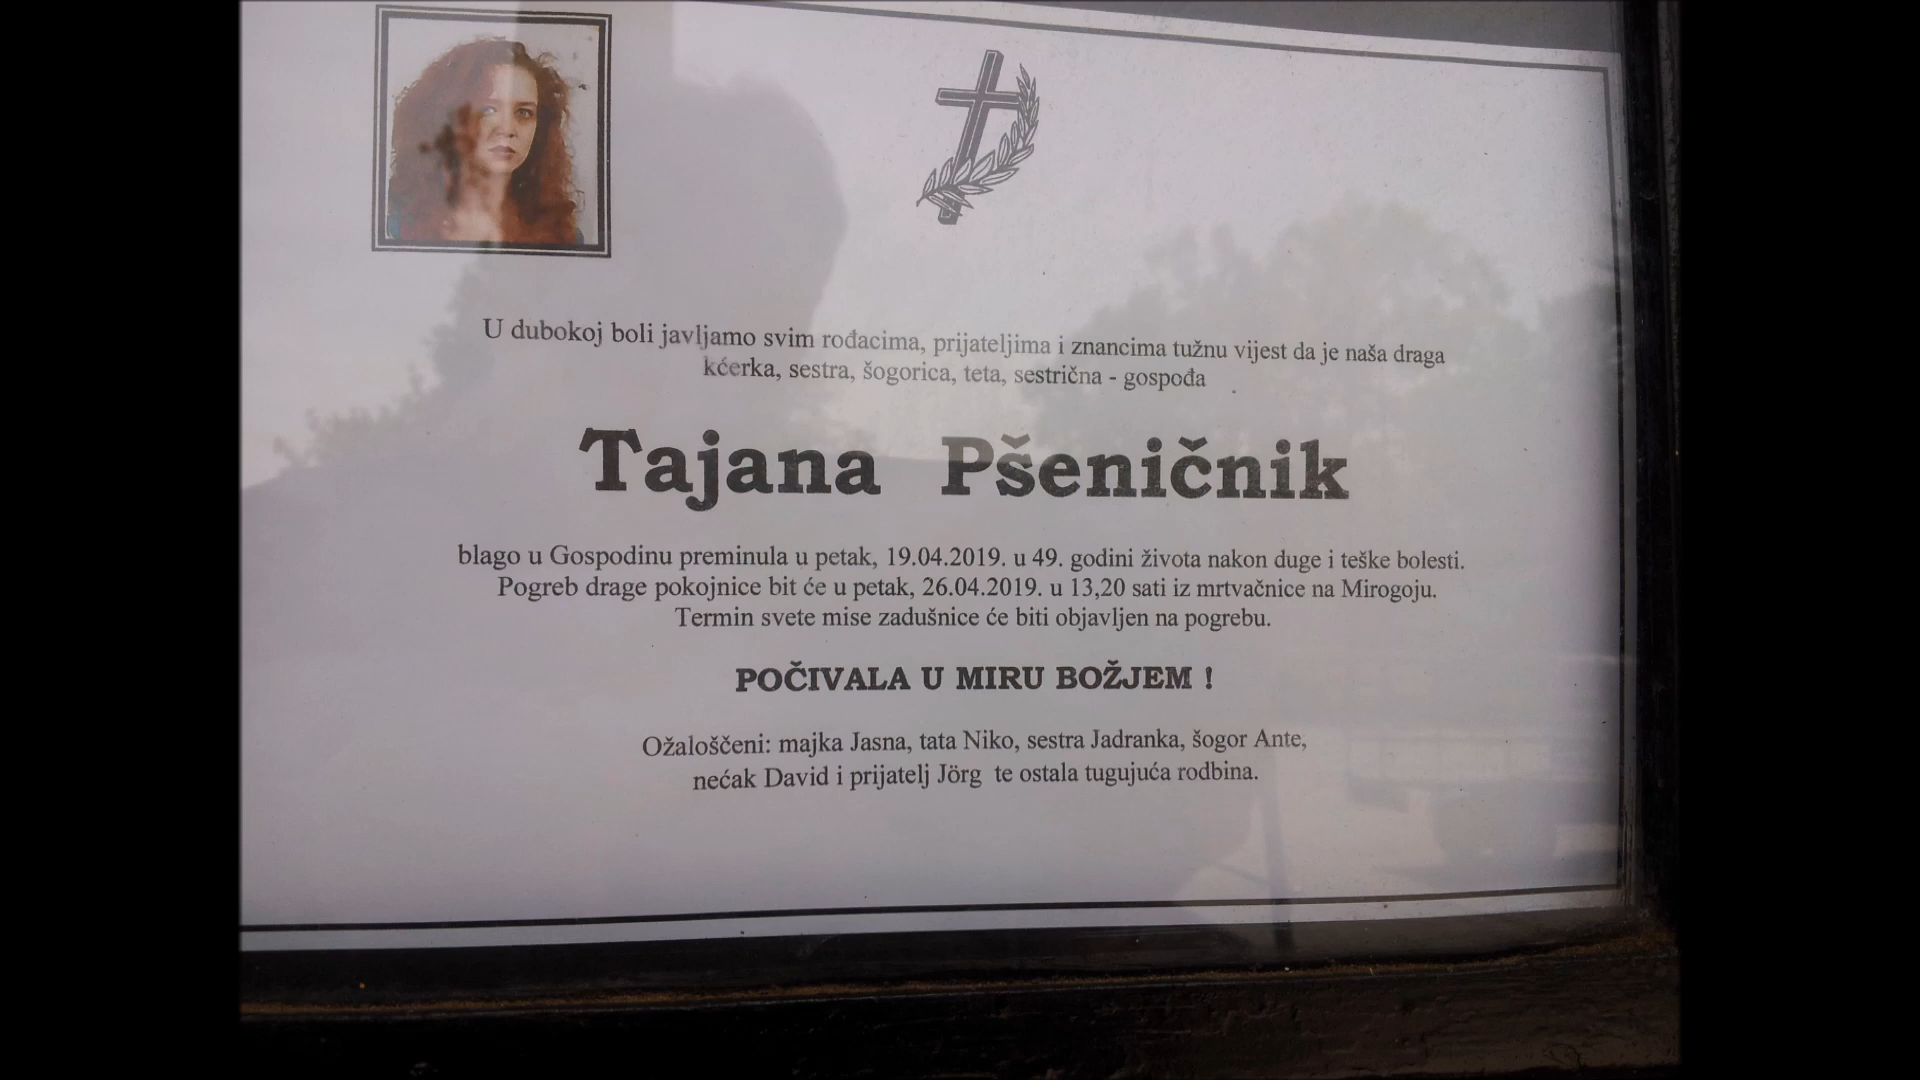 U dubokoj boli javljamo svim rođacima, prijateljima i znancima tužnu vijest da je naša draga
kćerka, sestra, šogorica, teta, sestrična - gospođa
Tajana Pšeničnik
blago u Gospodinu preminula u petak, 19.04.2019. u 49. godini života nakon duge i teške bolesti.
Pogreb drage pokojnice bit će u petak, 26.04.2019. u 13,20 sati iz mrtvačnice na Mirogoju.
Termin svete mise zadušnice će biti objavljen na pogrebu.
POČIVALA U MIRU BOŽJEM !
Ožaloščeni: majka Jasna, tata Niko, sestra Jadranka, šogor Ante,
nećak David i prijatelj Jörg te ostala tugujuća rodbina.